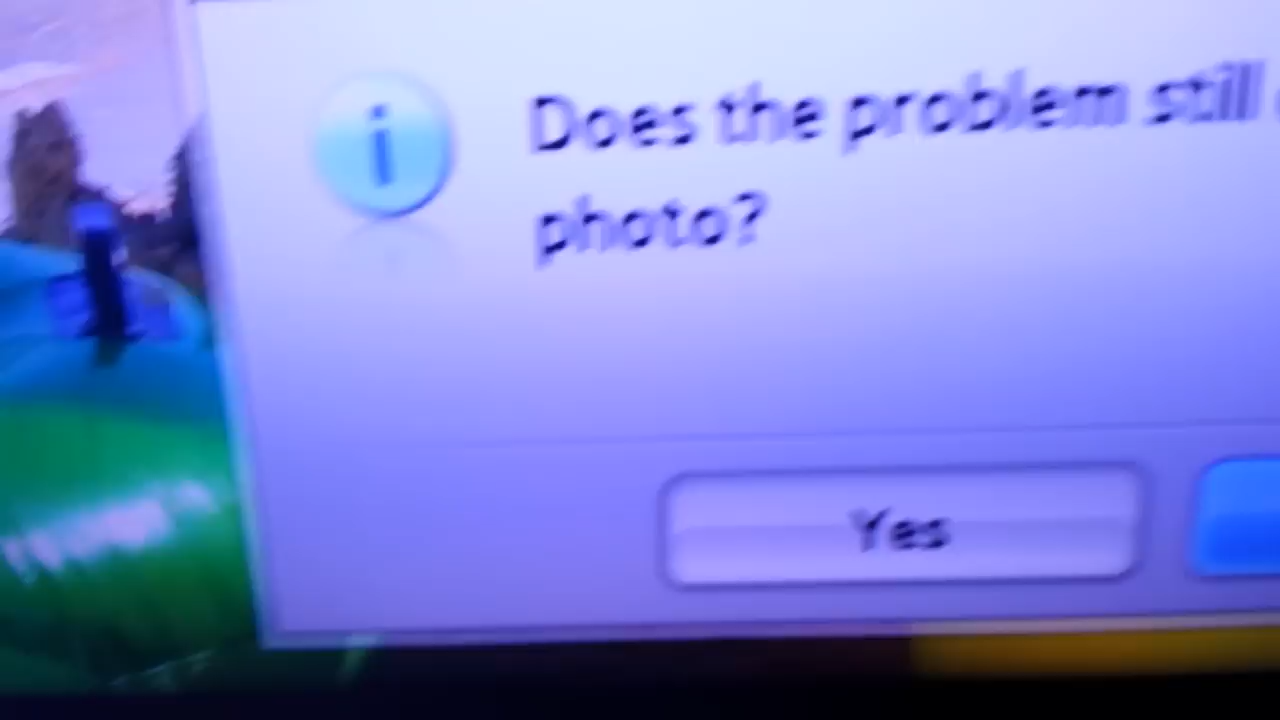 Does the problem still
photo?
Yes